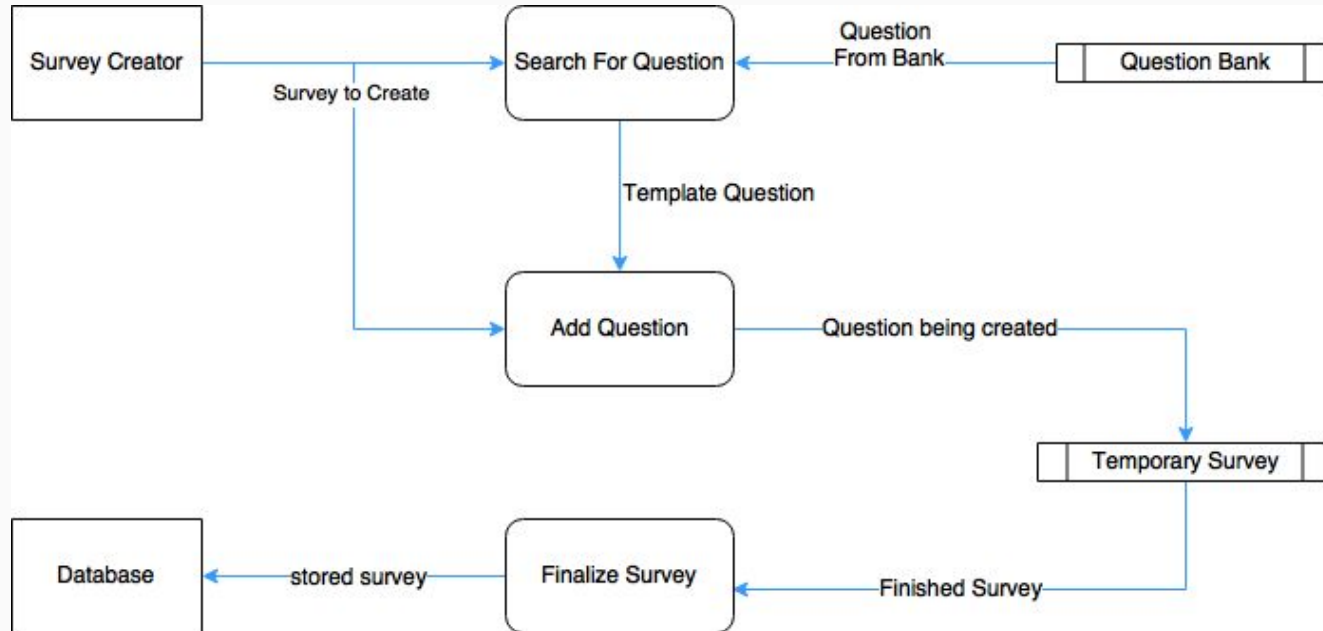 Survey Creator
Search For Question
Question
From Bank
Question Bank
Survey to Create
Template Question
Add Question
Question being created
Temporary Survey
Database
stored survey
Finalize Survey
Finished Survey